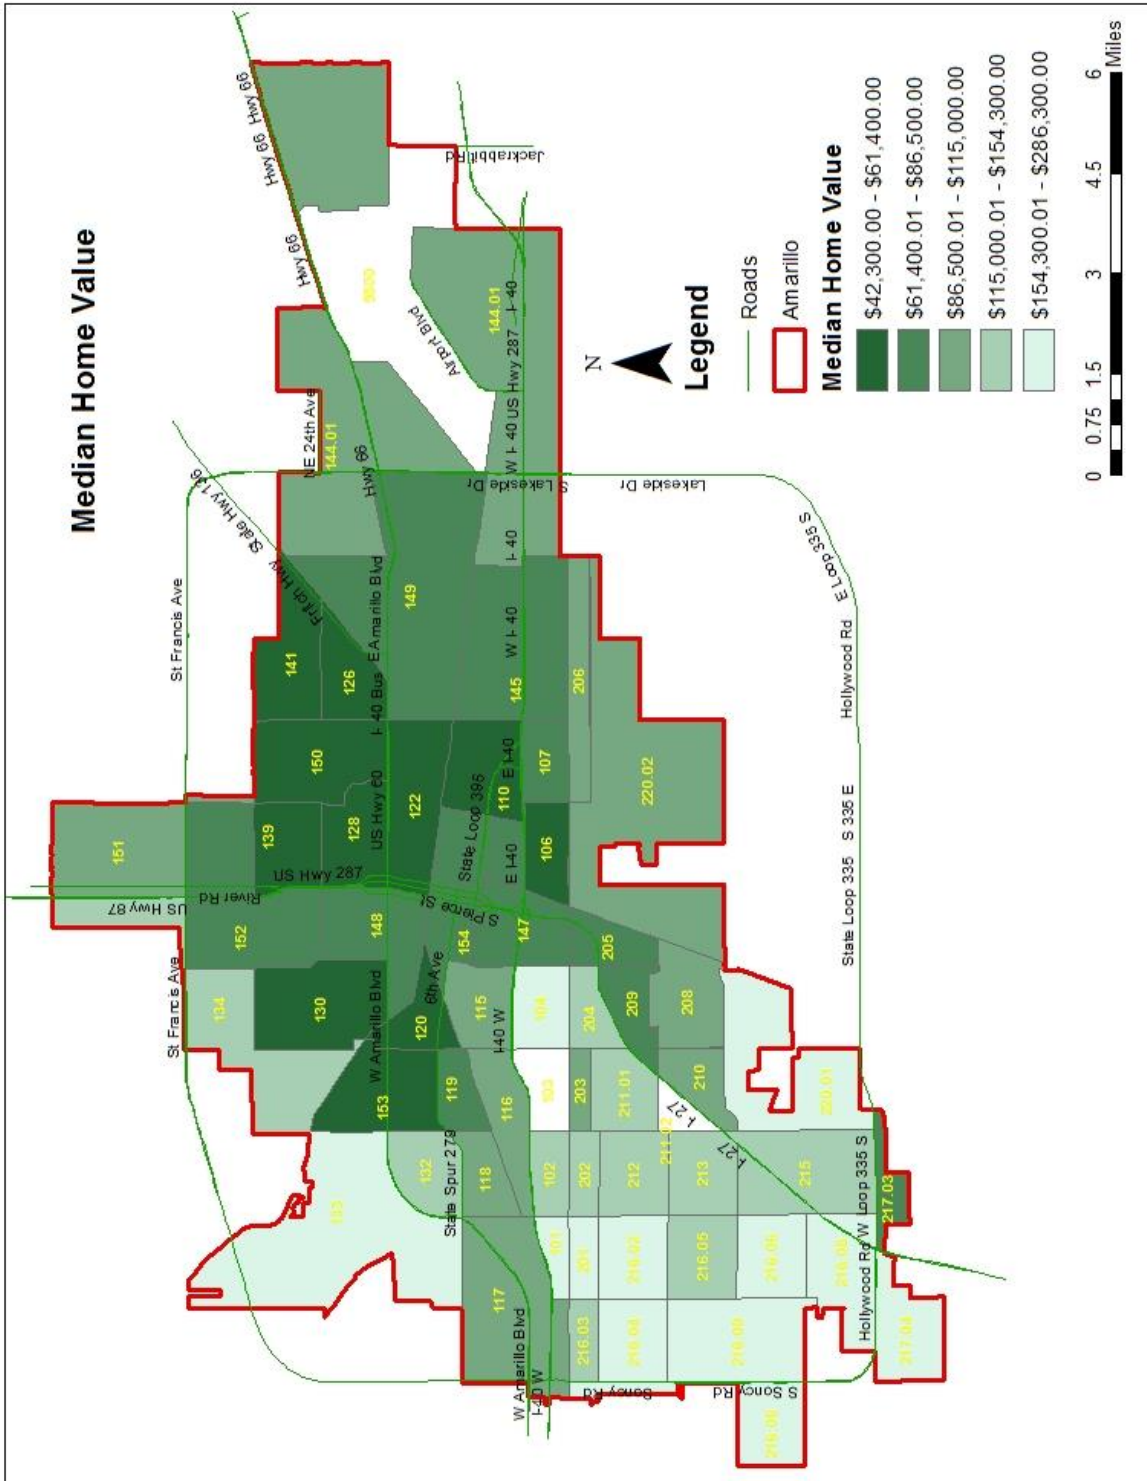 Median Home Value
Hwy 66
Hwy 66
Hwy 66
Hwy 66
Jackrabbit Rd
9800
Airport Blvd
144.01
US Hwy 287
I- 40
W I- 40
NE 24th Ave
144.01
State Hwy 136
Fritch Hwy
St Francis Ave
S Lakeside Dr
Lakeside Dr
E Loop 335 S
Hollywood Rd
S 335 E
State Loop 335
I- 40
W I- 40
149
E Amarillo Blvd
I- 40 Bus
141
126
145
206
150
US Hwy 60
122
E I-40
110
107
220.02
State Loop 395
151
139
128
US Hwy 287
E I-40
106
US Hwy 87
River Rd
152
148
S Pierce St
154
147
205
St Francis Ave
134
130
W Amarillo Blvd
6th Ave
120
115
I-40 W
104
204
209
208
153
119
116
103
203
211.01
210
I-27
220.01
211.02
I-27
132
State Spur 279
118
102
202
212
213
215
Hollywood Rd W Loop 335 S
217.03
133
117
101
201
216.05
W Amarillo Blvd
I-40 W
216.03
217.04
Soncy Rd
S Soncy Rd
N
Legend
Roads
Amarillo
Median Home Value
$42,300.00 - $61,400.00
$61,400.01 - $86,500.00
$86,500.01 - $115,000.00
$115,000.01 - $154,300.00
$154,300.01 - $286,300.00
0 0.75 1.5 3 4.5 6
Miles